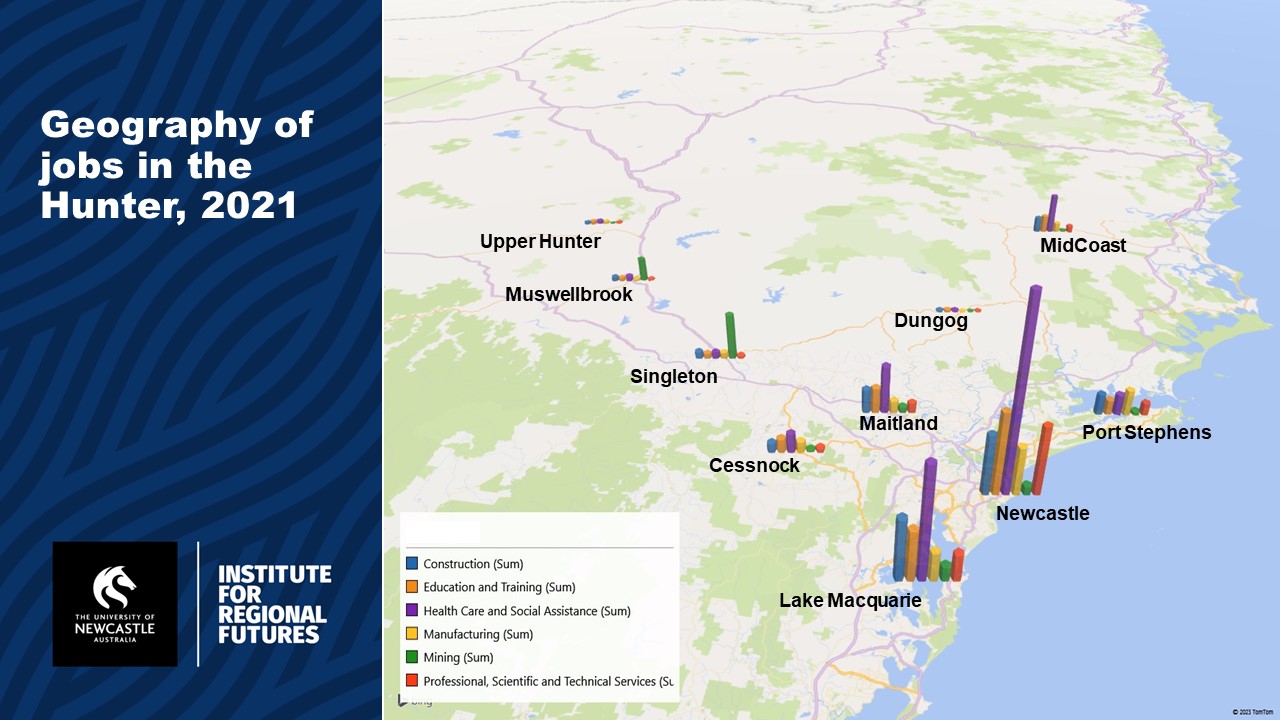 Geography of
jobs in the
Hunter, 2021
THE UNIVERSITY OF
NEWCASTLE
AUSTRALIA
INSTITUTE
FOR
REGIONAL
FUTURES
Upper Hunter
MidCoast
Muswellbrook
Dungog
Singleton
Maitland
Port Stephens
Cessnock
Newcastle
Lake Macquarie
Construction (Sum)
Education and Training (Sum)
Health Care and Social Assistance (Sum)
Manufacturing (Sum)
Mining (Sum)
Professional, Scientific and Technical Services (Su
bing
© 2023 TomTom